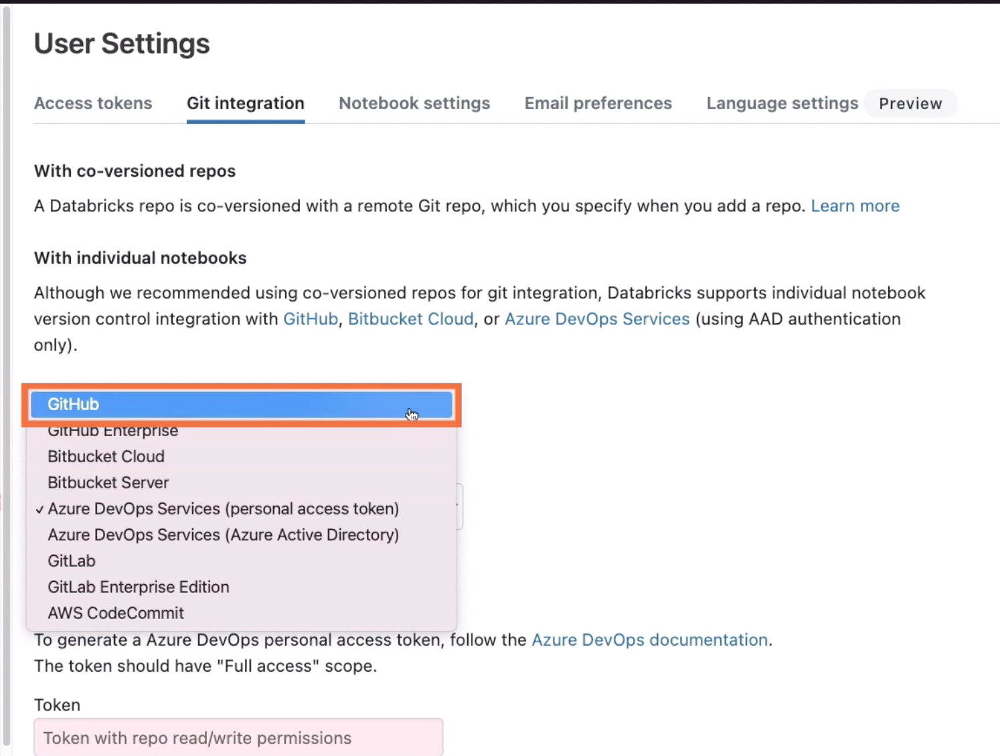 User Settings
Access tokens Git integration Notebook settings Email preferences Language settings Preview
With co-versioned repos
A Databricks repo is co-versioned with a remote Git repo, which you specify when you add a repo. Learn more
With individual notebooks
Although we recommended using co-versioned repos for git integration, Databricks supports individual notebook
version control integration with GitHub, Bitbucket Cloud, or Azure DevOps Services (using AAD authentication
only).
GitHub
GitHub Enterprise
Bitbucket Cloud
Bitbucket Server
✓ Azure DevOps Services (personal access token)
Azure DevOps Services (Azure Active Directory)
GitLab
GitLab Enterprise Edition
AWS CodeCommit
To generate a Azure DevOps personal access token, follow the Azure DevOps documentation.
The token should have "Full access" scope.
Token
Token with repo read/write permissions